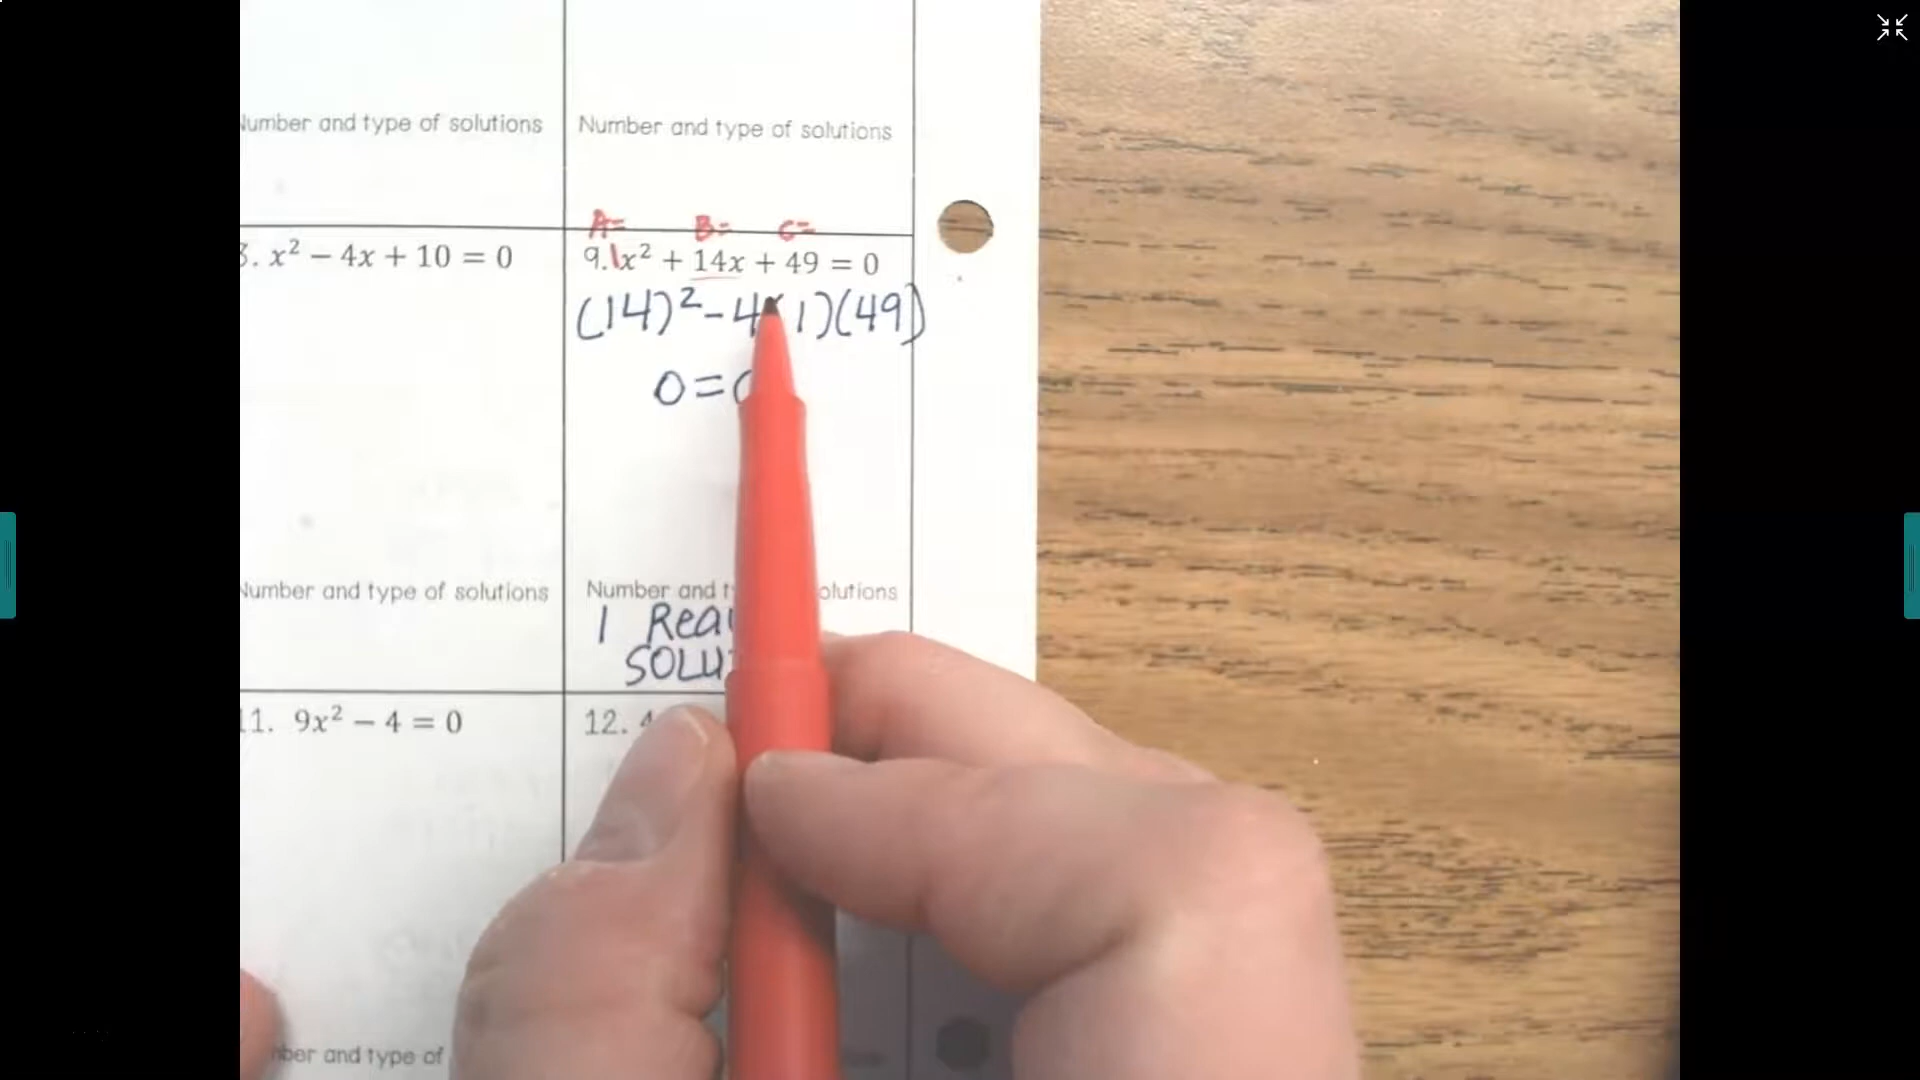 Number and type of solutions
Number and type of solutions
A= B= C=
. x² − 4x + 10 = 0
9. 1x² + 14x + 49 = 0
(14)² - 4(1)(49)
0=
Number and type of solutions
Number and olutions
1 Real
SOLU
11. 9x² − 4 = 0
12.
and type of